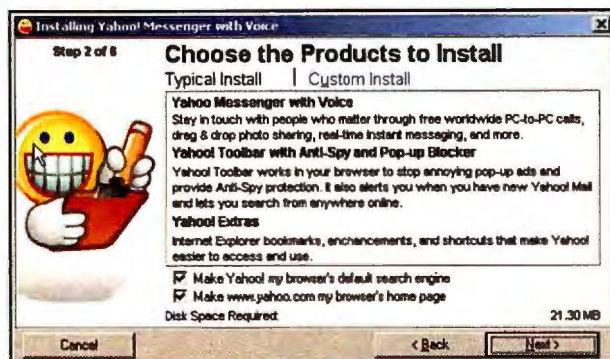 Installing Yahoo! Messenger with Voice
Step 2 of 6
Choose the Products to Install
Typical Install | Custom Install
Yahoo Messenger with Voice
Stay in touch with people who matter through free worldwide PC-to-PC calls,
drag & drop photo sharing, real-time instant messaging, and more.
Yahoo! Toolbar with Anti-Spy and Pop-up Blocker
Yahoo! Toolbar works in your browser to stop annoying pop-up ads and
provide Anti-Spy protection. It also alerts you when you have new Yahoo! Mail
and lets you search from anywhere online.
Yahoo! Extras
Internet Explorer bookmarks, enchancements, and shortcuts that make Yahoo!
easier to access and use.
Make Yahoo! my browser's default search engine
Make www.yahoo.com my browser's home page
Disk Space Required: 21.30 MB
Cancel < Back Next >